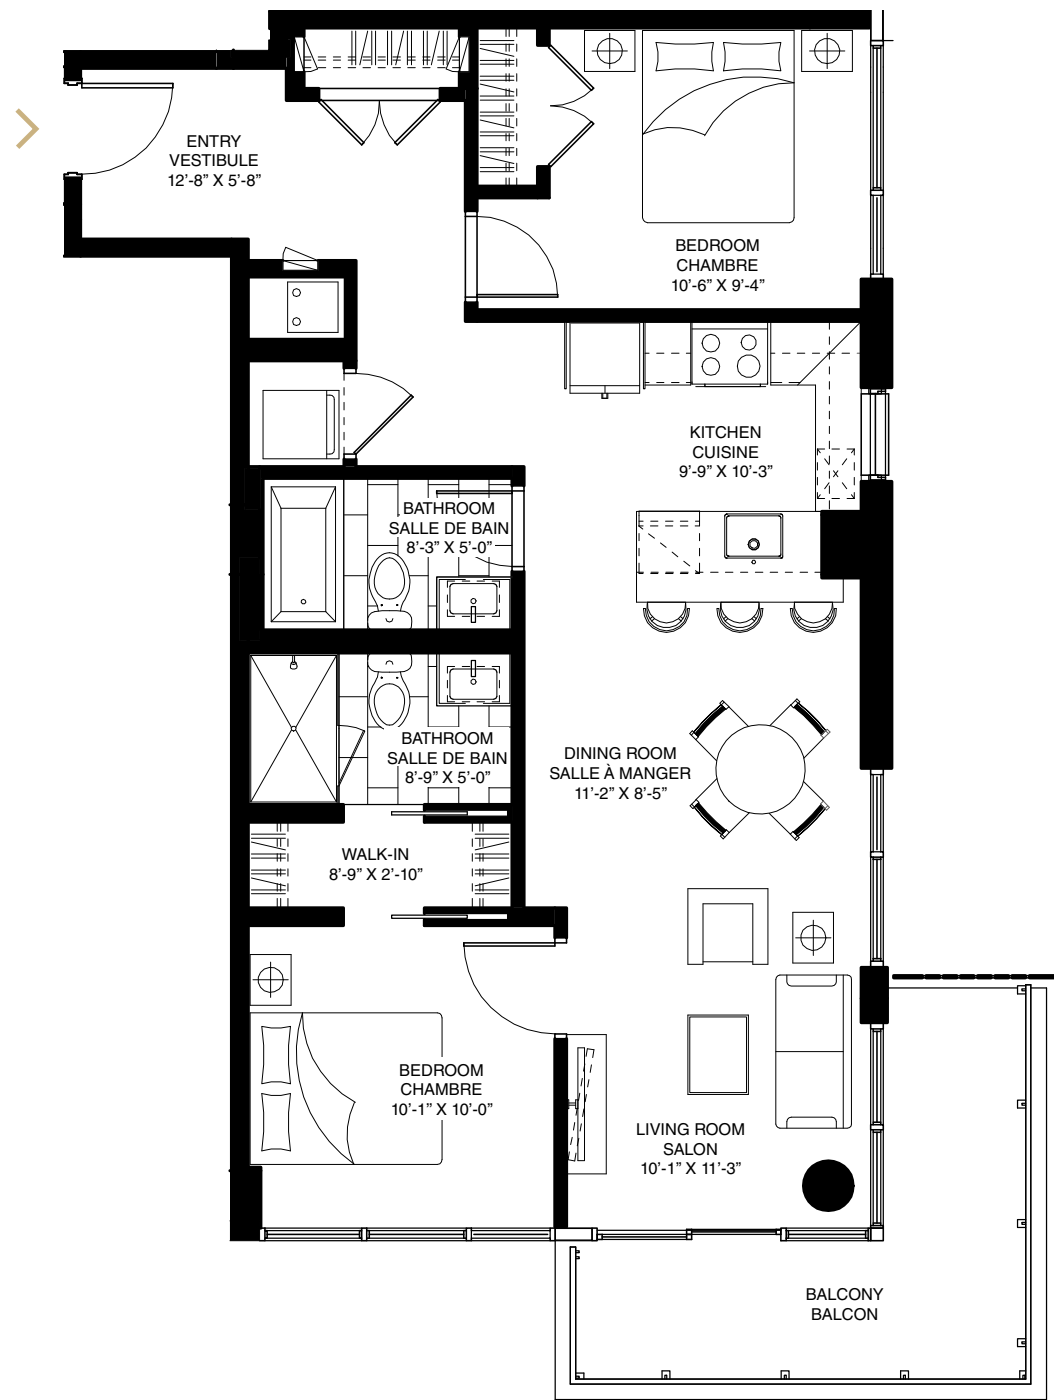 ENTRY
VESTIBULE
12'-8” X 5'-8”
BEDROOM
CHAMBRE
10'-6” X 9'-4”
KITCHEN
CUISINE
9'-9” X 10'-3”
BATHROOM
SALLE DE BAIN
8'-3” X 5'-0”
BATHROOM
SALLE DE BAIN
8'-9” X 5'-0”
DINING ROOM
SALLE À MANGER
11'-2” X 8'-5”
WALK-IN
8'-9” X 2'-10”
BEDROOM
CHAMBRE
10'-1” X 10'-0”
LIVING ROOM
SALON
10'-1” X 11'-3”
BALCONY
BALCON